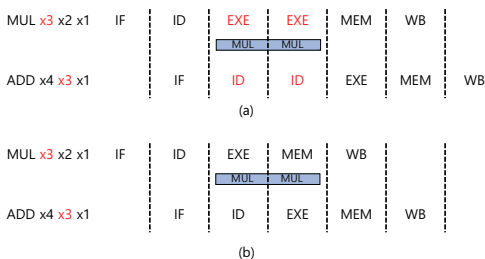 MUL x3 x2 x1 IF ID EXE EXE MEM WB
MUL MUL
ADD x4 x3 x1 IF ID ID EXE MEM WB
(a)
MUL x3 x2 x1 IF ID EXE MEM WB
MUL MUL
ADD x4 x3 x1 IF ID EXE MEM WB
(b)